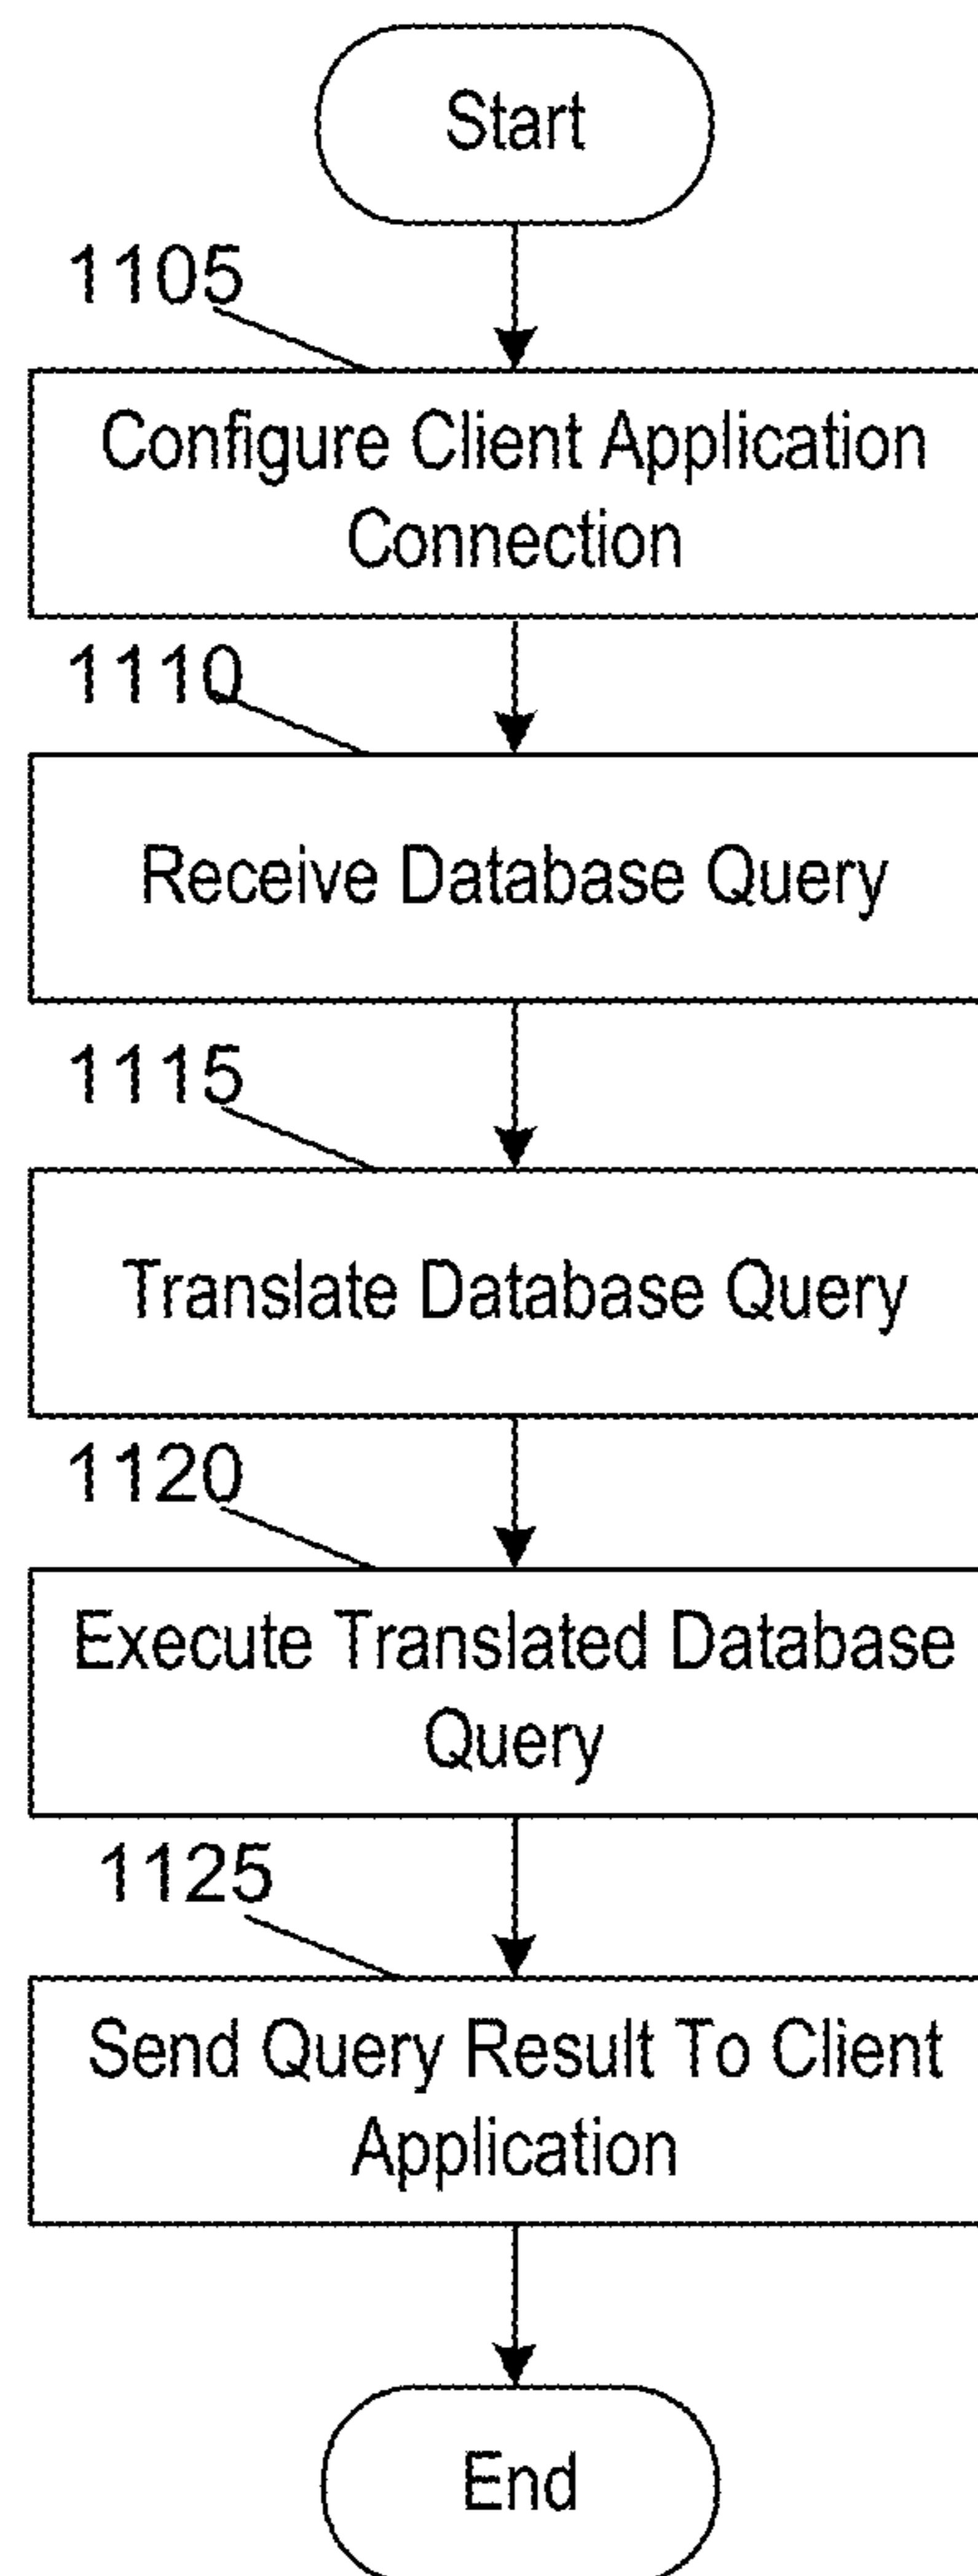 Start
1105
Configure Client Application
Connection
1110
Receive Database Query
1115
Translate Database Query
1120
Execute Translated Database
Query
1125
Send Query Result To Client
Application
End